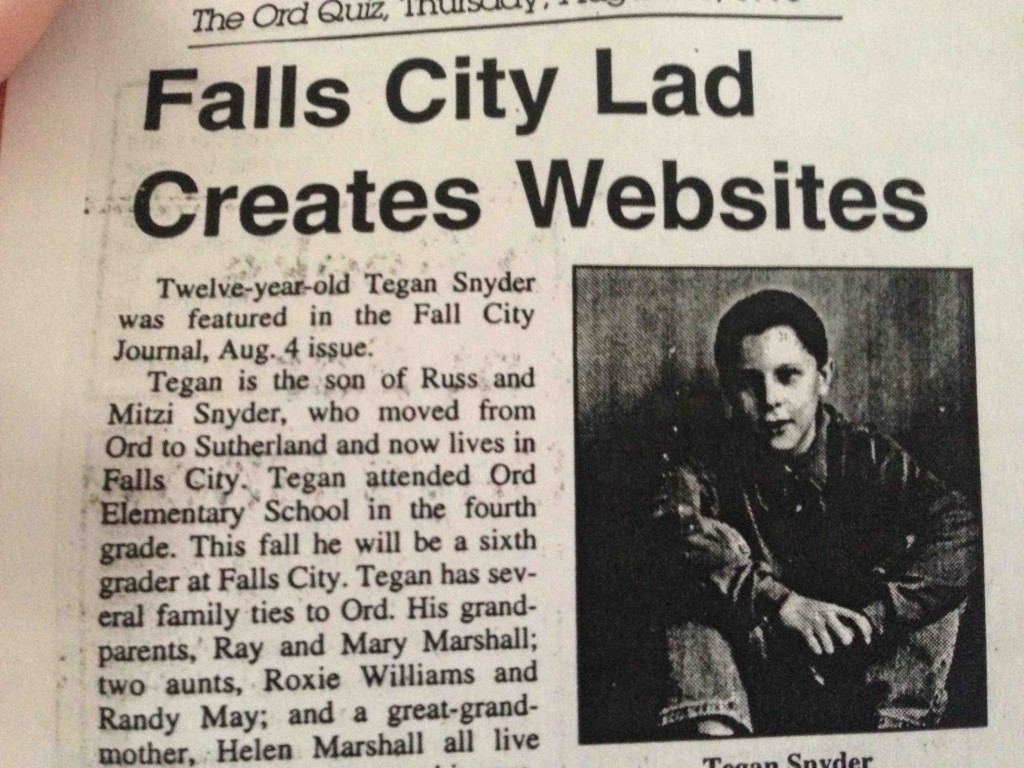 The Ord Quiz, Thursday,
Falls City Lad
Creates Websites
Twelve-year-old Tegan Snyder
was featured in the Fall City
Journal, Aug. 4 issue.
Tegan is the son of Russ and
Mitzi Snyder, who moved from
Ord to Sutherland and now lives in
Falls City. Tegan attended Ord
Elementary School in the fourth
grade. This fall he will be a sixth
grader at Falls City. Tegan has sev-
eral family ties to Ord. His grand-
parents, Ray and Mary Marshall;
two aunts, Roxie Williams and
Randy May; and a great-grand-
mother, Helen Marshall all live
Tegan Snyder